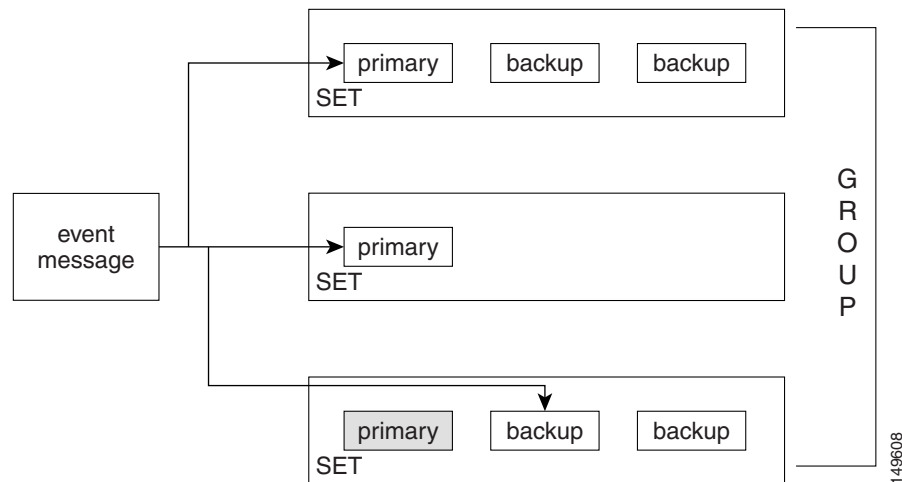 primary backup backup
SET
event
message
primary
SET
primary backup backup
SET
G
R
O
U
P
149608